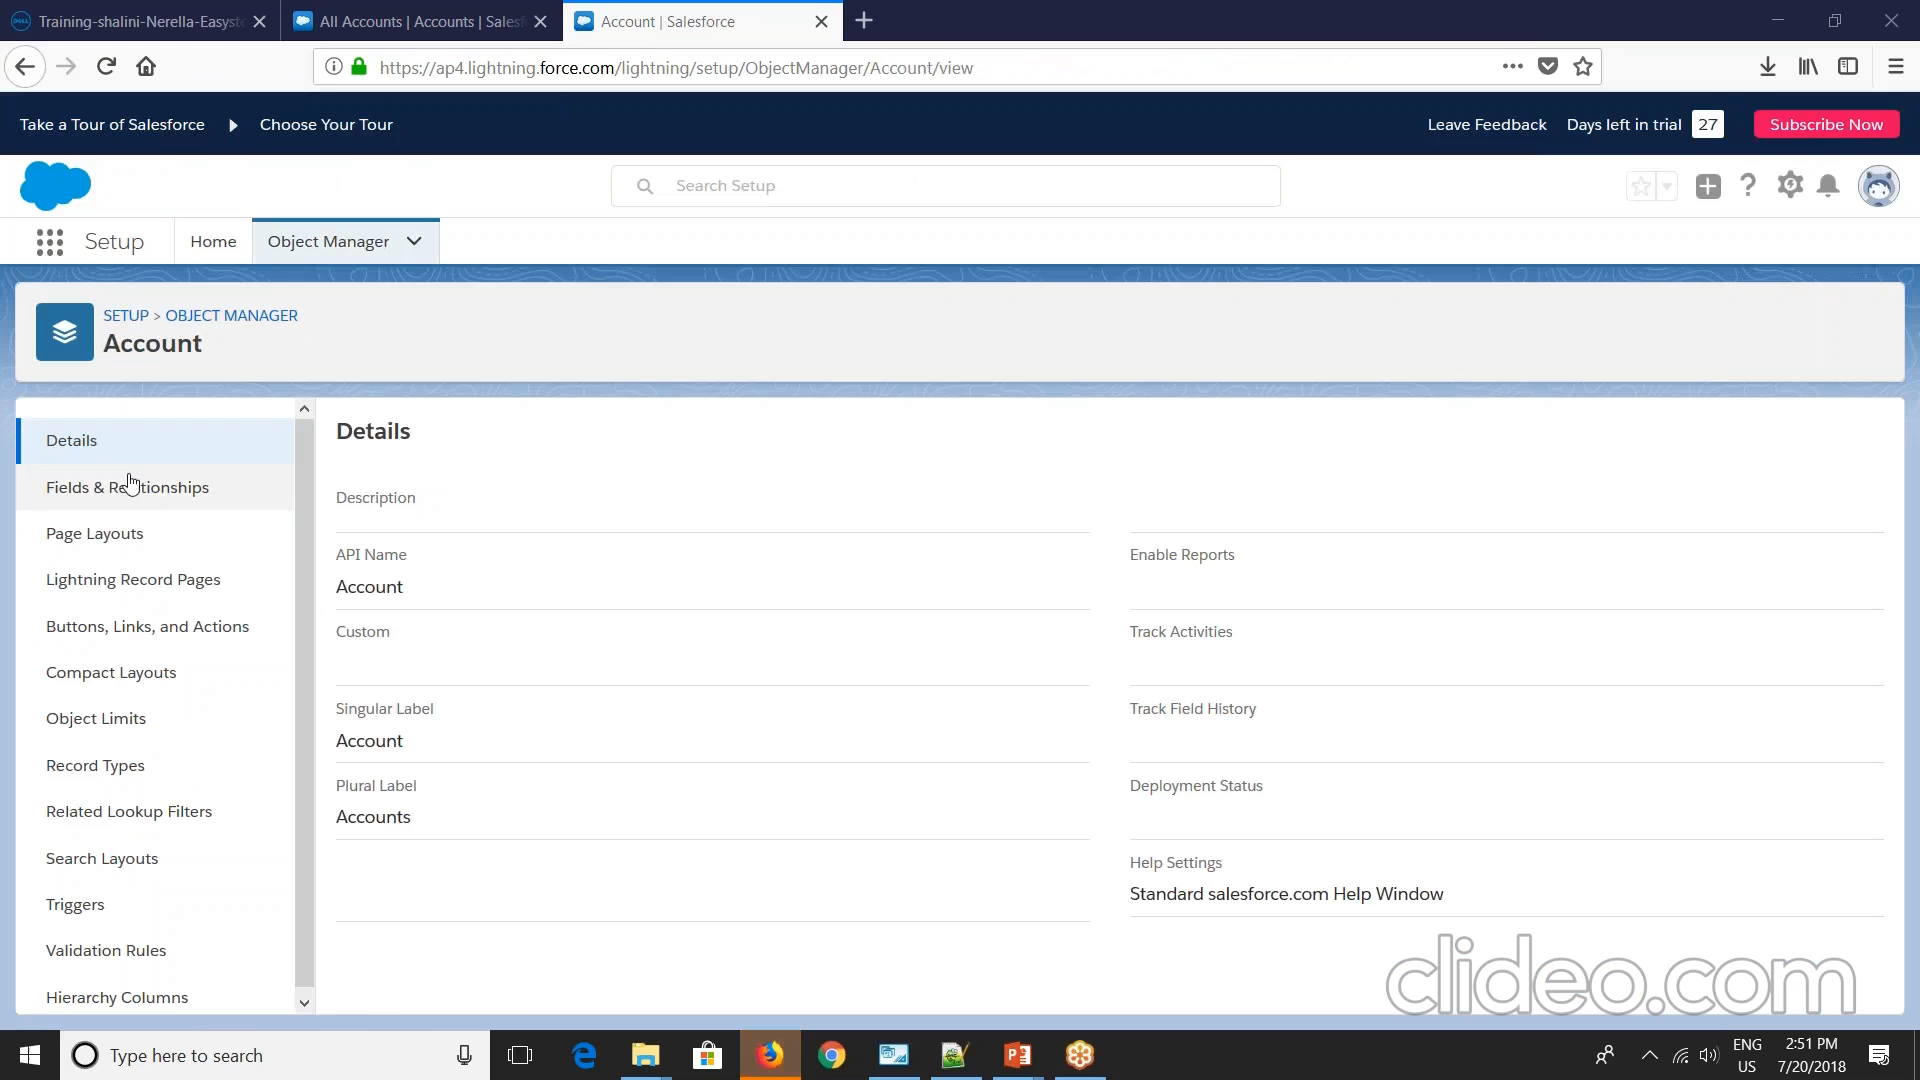 Training-shalini-Nerella-Easyst
All Accounts | Accounts | Salesf
Account | Salesforce
https://ap4.lightning.force.com/lightning/setup/ObjectManager/Account/view
Take a Tour of Salesforce
Choose Your Tour
Leave Feedback
Days left in trial
27
Subscribe Now
Search Setup
Setup
Home
Object Manager
SETUP > OBJECT MANAGER
Account
Details
Fields & Relationships
Page Layouts
Lightning Record Pages
Buttons, Links, and Actions
Compact Layouts
Object Limits
Record Types
Related Lookup Filters
Search Layouts
Triggers
Validation Rules
Hierarchy Columns
Details
Description
API Name
Account
Custom
Singular Label
Account
Plural Label
Accounts
Enable Reports
Track Activities
Track Field History
Deployment Status
Help Settings
Standard salesforce.com Help Window
clideo.com
Type here to search
ENG
US
2:51 PM
7/20/2018